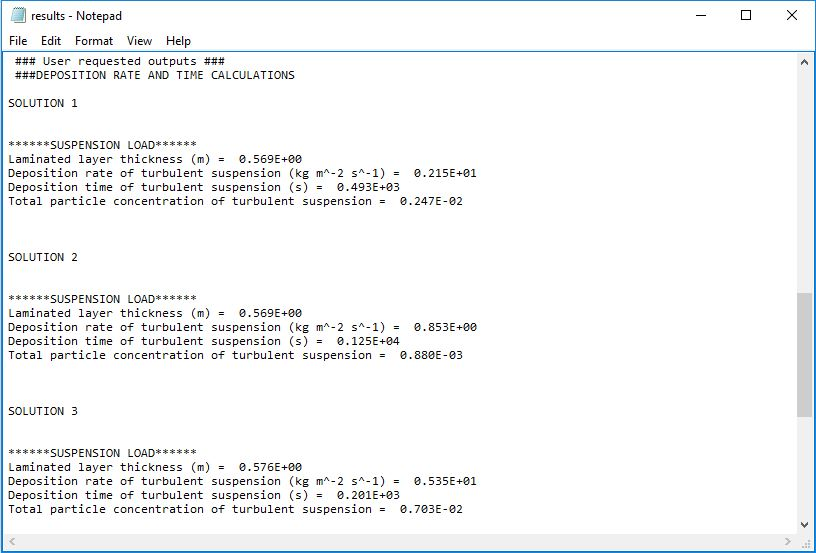 results - Notepad
File Edit Format View Help
### User requested outputs ###
###DEPOSITION RATE AND TIME CALCULATIONS
SOLUTION 1
******SUSPENSION LOAD******
Laminated layer thickness (m) =  0.569E+00
Deposition rate of turbulent suspension (kg m^-2 s^-1) =  0.215E+01
Deposition time of turbulent suspension (s) =  0.493E+03
Total particle concentration of turbulent suspension =  0.247E-02
SOLUTION 2
******SUSPENSION LOAD******
Laminated layer thickness (m) =  0.569E+00
Deposition rate of turbulent suspension (kg m^-2 s^-1) =  0.853E+00
Deposition time of turbulent suspension (s) =  0.125E+04
Total particle concentration of turbulent suspension =  0.880E-03
SOLUTION 3
******SUSPENSION LOAD******
Laminated layer thickness (m) =  0.576E+00
Deposition rate of turbulent suspension (kg m^-2 s^-1) =  0.535E+01
Deposition time of turbulent suspension (s) =  0.201E+03
Total particle concentration of turbulent suspension =  0.703E-02